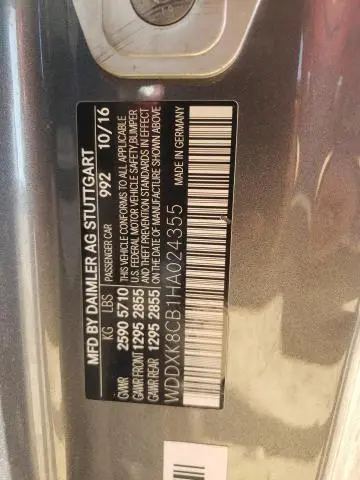 MFD BY DAIMLER AG STUTTGART
KG LBS PASSENGER CAR 992 10/16
GVWR 2590 5710 THIS VEHICLE CONFORMS TO ALL APPLICABLE
GAWR FRONT 1295 2855 U.S. FEDERAL MOTOR VEHICLE SAFETY,BUMPER
GAWR REAR 1295 2855 AND THEFT PREVENTION STANDARDS IN EFFECT
ON THE DATE OF MANUFACTURE SHOWN ABOVE
WDDXK8CB1HA024355 MADE IN GERMANY